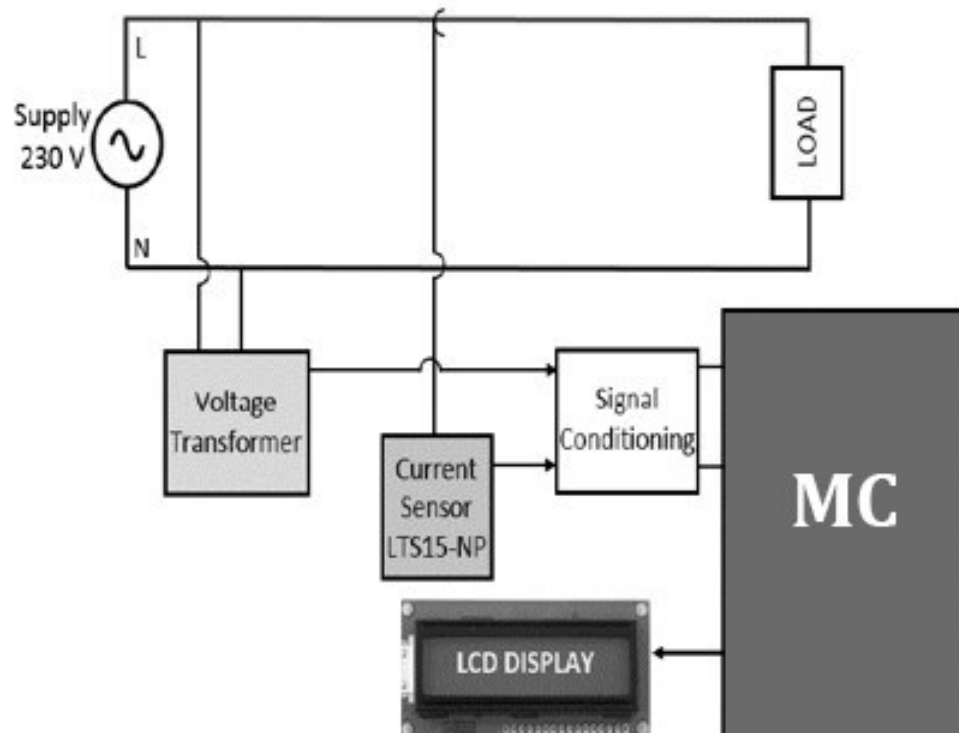 L
Supply
230 V
N
LOAD
Voltage
Transformer
Signal
Conditioning
Current
Sensor
LTS15-NP
MC
LCD DISPLAY